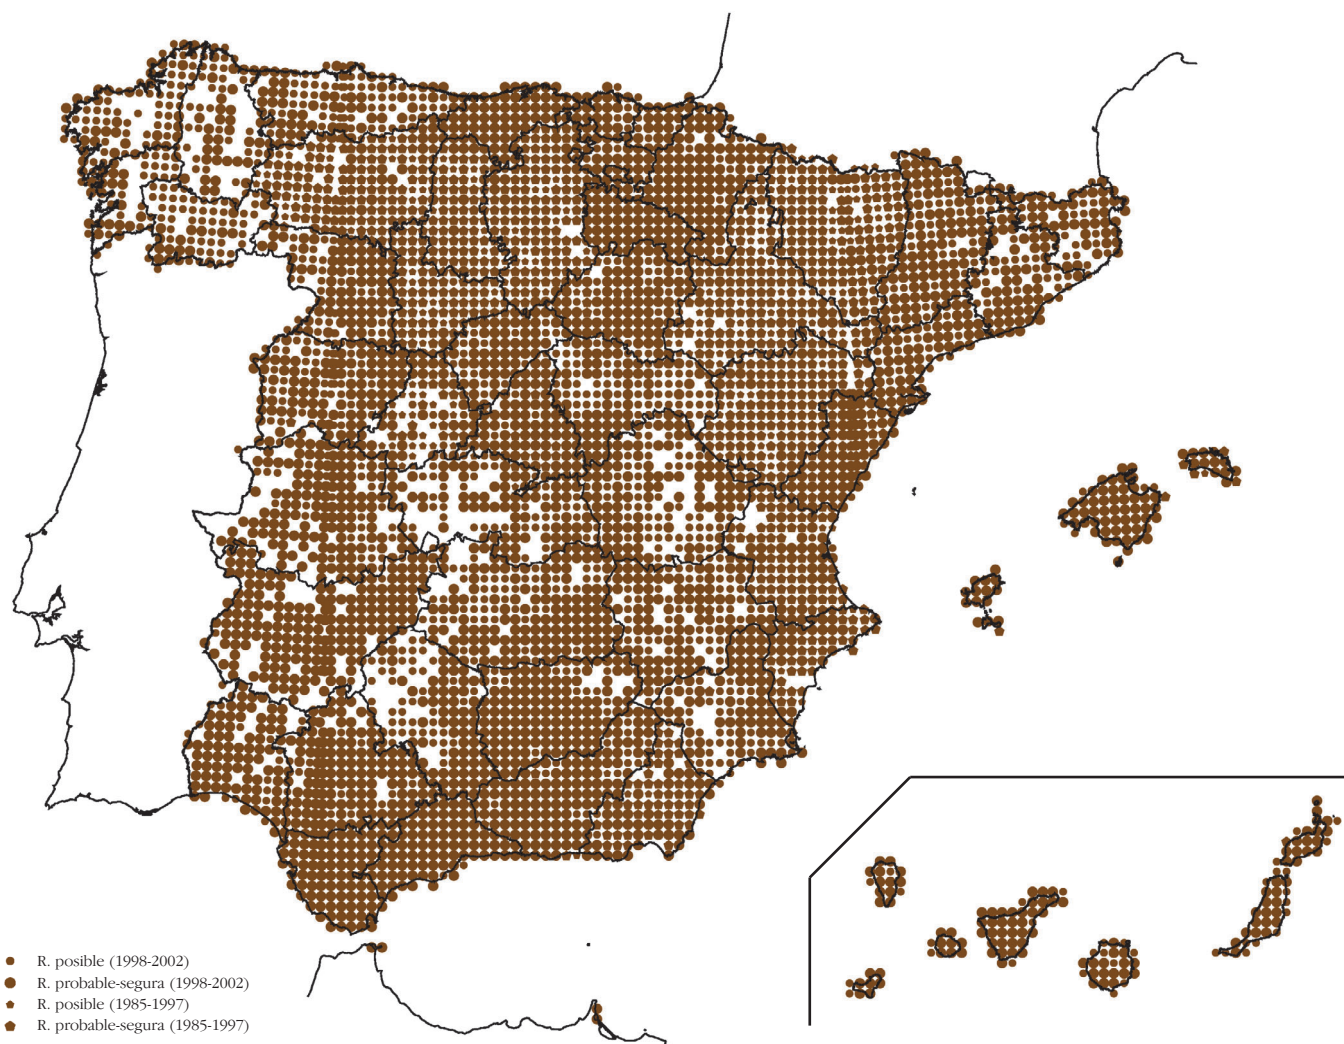 R. posible (1998-2002)
R. probable-segura (1998-2002)
R. posible (1985-1997)
R. probable-segura (1985-1997)